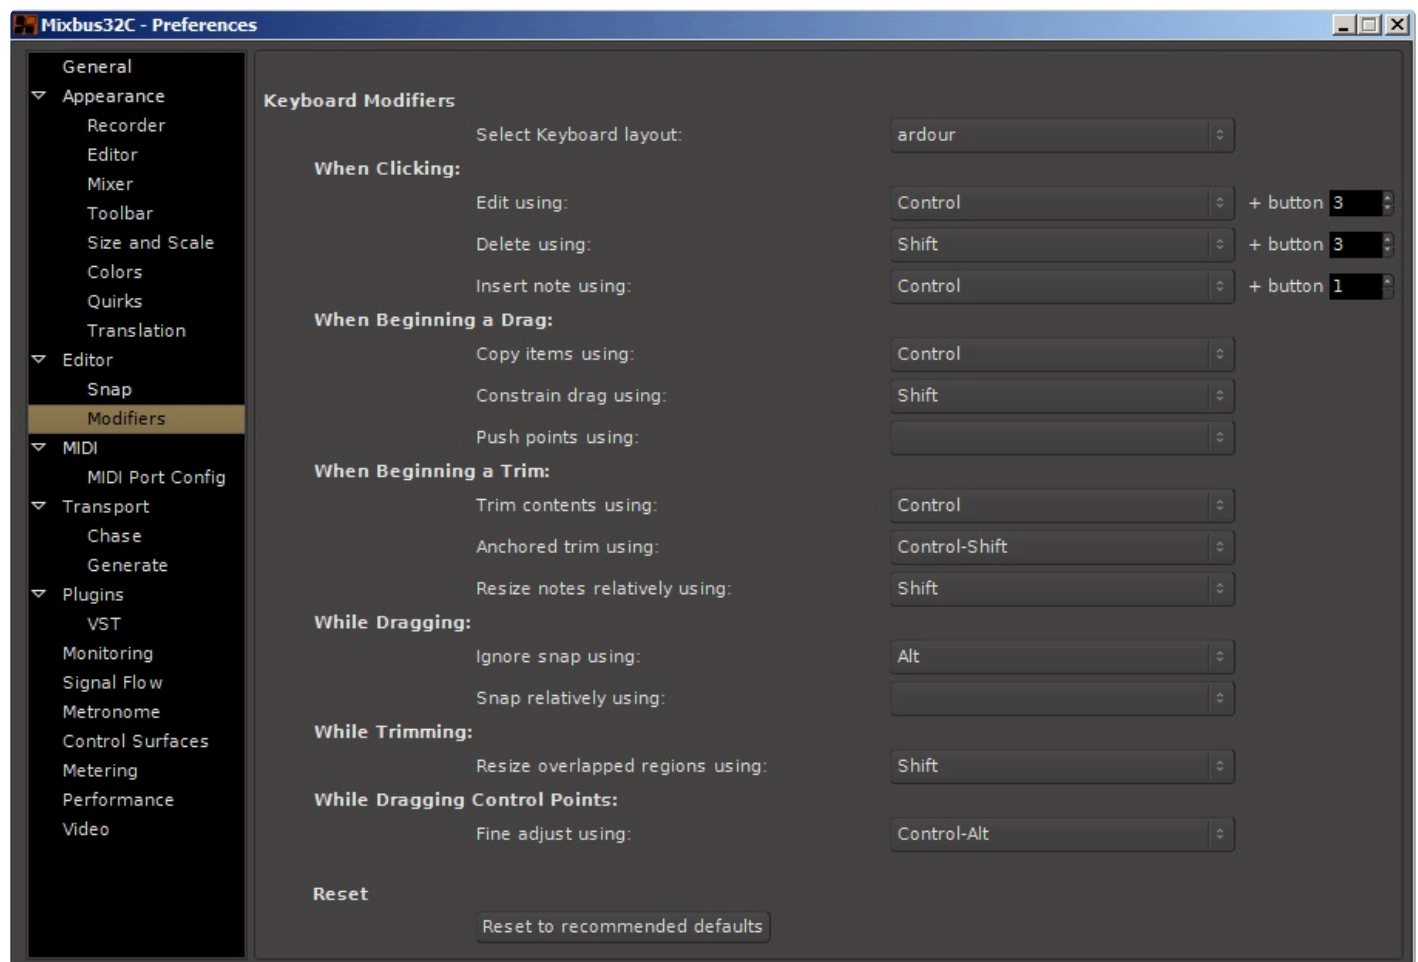 Mixbus32C - Preferences
General
Appearance
Recorder
Editor
Mixer
Toolbar
Size and Scale
Colors
Quirks
Translation
Editor
Snap
Modifiers
MIDI
MIDI Port Config
Transport
Chase
Generate
Plugins
VST
Monitoring
Signal Flow
Metronome
Control Surfaces
Metering
Performance
Video
Keyboard Modifiers
Select Keyboard layout: ardour
When Clicking:
Edit using: Control + button 3
Delete using: Shift + button 3
Insert note using: Control + button 1
When Beginning a Drag:
Copy items using: Control
Constrain drag using: Shift
Push points using:
When Beginning a Trim:
Trim contents using: Control
Anchored trim using: Control-Shift
Resize notes relatively using: Shift
While Dragging:
Ignore snap using: Alt
Snap relatively using:
While Trimming:
Resize overlapped regions using: Shift
While Dragging Control Points:
Fine adjust using: Control-Alt
Reset
Reset to recommended defaults